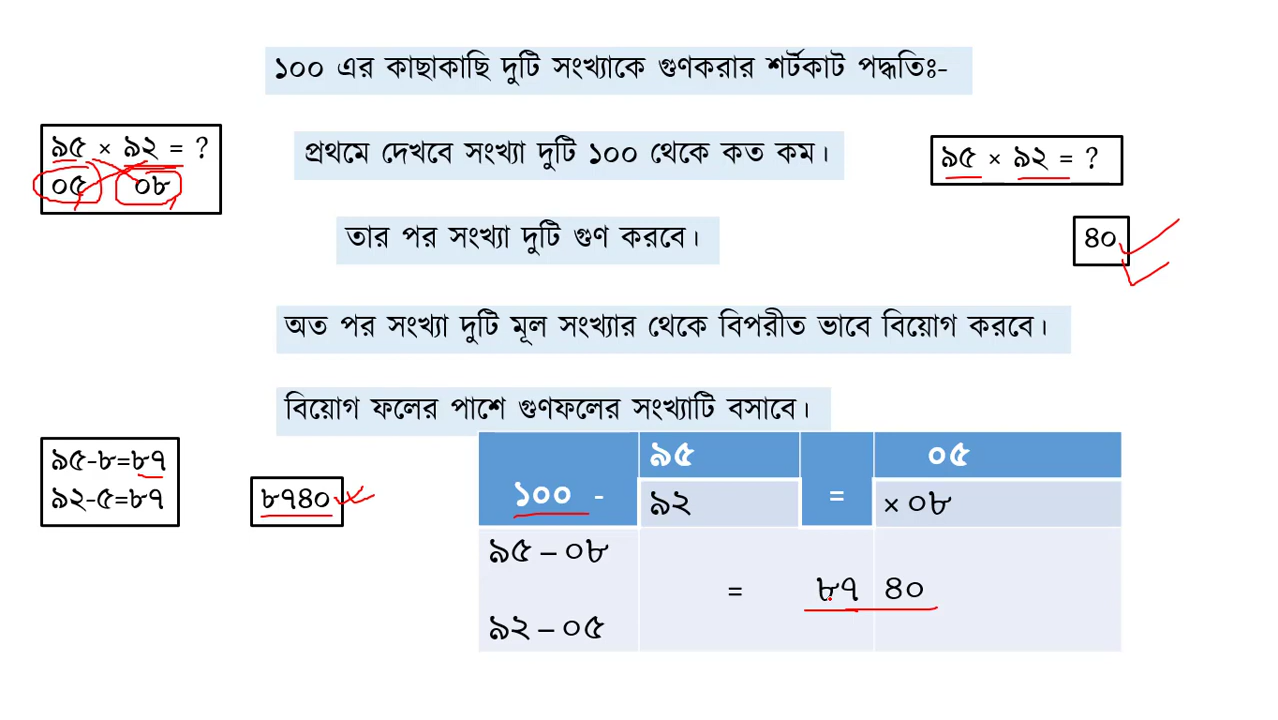 ১০০ এর কাছাকাছি দুটি সংখ্যাকে গুণকরার শর্টকাট পদ্ধতিঃ-
৯৫ × ৯২ = ?
০৫ ০৮
প্রথমে দেখবে সংখ্যা দুটি ১০০ থেকে কত কম।
৯৫ × ৯২ = ?
তার পর সংখ্যা দুটি গুণ করবে।
৪০
অত পর সংখ্যা দুটি মূল সংখ্যার থেকে বিপরীত ভাবে বিয়োগ করবে।
বিয়োগ ফলের পাশে গুণফলের সংখ্যাটি বসাবে।
৯৫-৮=৮৭
৯২-৫=৮৭
৮৭৪০
১০০ -
৯৫
৯২
=
০৫
× ০৮
৯৫ – ০৮
= ৮৭ ৪০
৯২ – ০৫